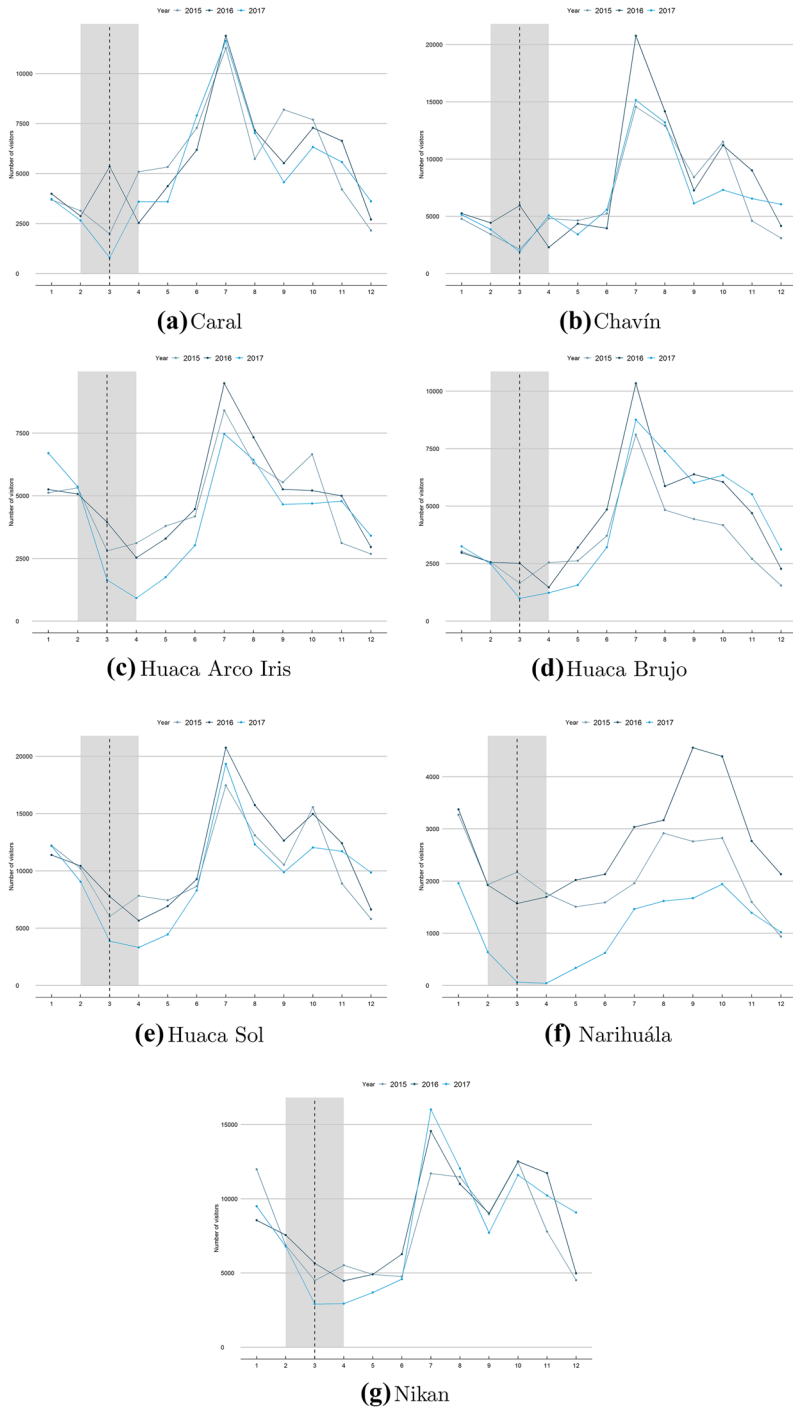 Year 2015 2016 2017
Number of visitors
10000
7500
5000
2500
0
1 2 3 4 5 6 7 8 9 10 11 12
(a) Caral
Year 2015 2016 2017
Number of visitors
20000
15000
10000
5000
0
1 2 3 4 5 6 7 8 9 10 11 12
(b) Chavín
Year 2015 2016 2017
Number of visitors
7500
5000
2500
0
1 2 3 4 5 6 7 8 9 10 11 12
(c) Huaca Arco Iris
Year 2015 2016 2017
Number of visitors
10000
7500
5000
2500
0
1 2 3 4 5 6 7 8 9 10 11 12
(d) Huaca Brujo
Year 2015 2016 2017
Number of visitors
20000
15000
10000
5000
0
1 2 3 4 5 6 7 8 9 10 11 12
(e) Huaca Sol
Year 2015 2016 2017
Number of visitors
4000
3000
2000
1000
0
1 2 3 4 5 6 7 8 9 10 11 12
(f) Narihuála
Year 2015 2016 2017
Number of visitors
15000
10000
5000
0
1 2 3 4 5 6 7 8 9 10 11 12
(g) Nikan